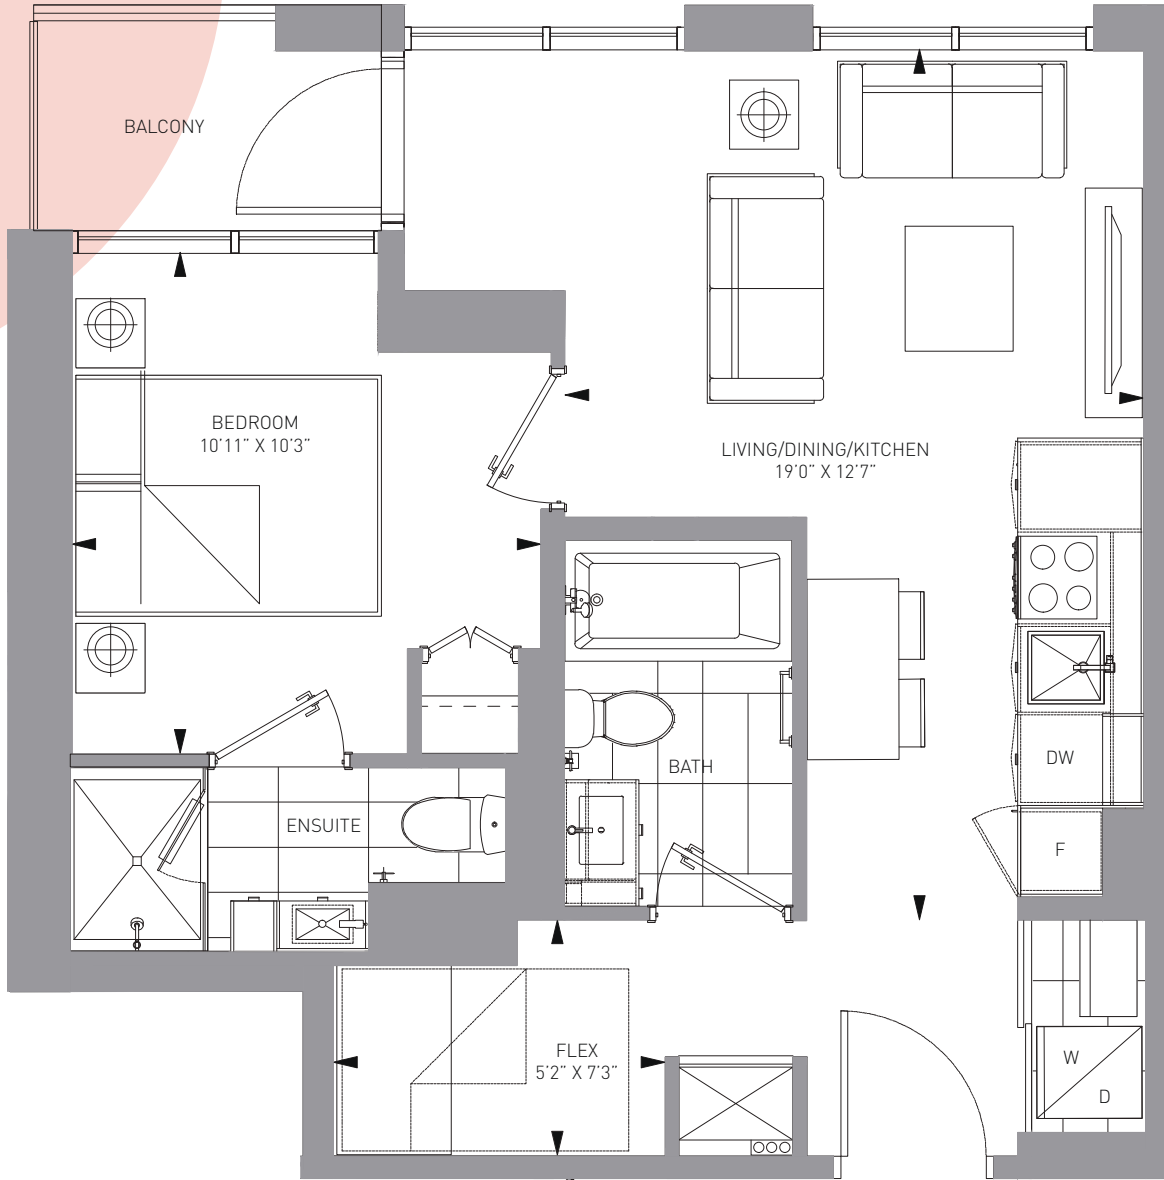 BALCONY
BEDROOM
10'11" X 10'3"
LIVING/DINING/KITCHEN
19'0" X 12'7"
DW
BATH
ENSUITE
F
FLEX
5'2" X 7'3"
W
D